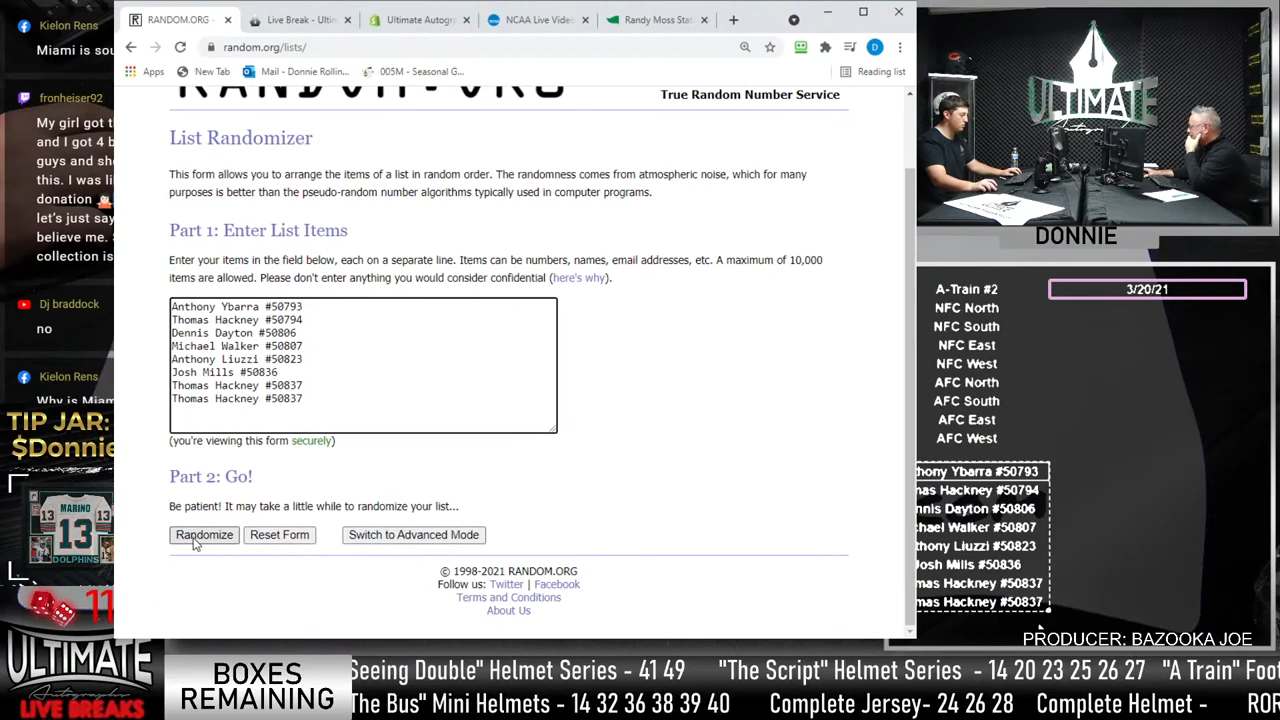 Kielon Rens
Miami is sou
fronheiser92
My girl got th
and I got 4 b
guys and she
this. I was lik
donation
let's just say
believe me. S
collection is
Dj braddock
no
Kielon Rens
Why is Miam
TIP JAR:
$Donnie
MARINO
13
DOLPHINS
11
ULTIMATE
Autographs
LIVE BREAKS
RANDOM.ORG -
Live Break - Ultim
Ultimate Autogr
NCAA Live Video
Randy Moss Stat
random.org/lists/
Apps
New Tab
Mail - Donnie Rollin...
005M - Seasonal G...
Reading list
RANDOM.ORG
True Random Number Service
List Randomizer
This form allows you to arrange the items of a list in random order. The randomness comes from atmospheric noise, which for many
purposes is better than the pseudo-random number algorithms typically used in computer programs.
Part 1: Enter List Items
Enter your items in the field below, each on a separate line. Items can be numbers, names, email addresses, etc. A maximum of 10,000
items are allowed. Please don't enter anything you would consider confidential (here's why).
Anthony Ybarra #50793
Thomas Hackney #50794
Dennis Dayton #50806
Michael Walker #50807
Anthony Liuzzi #50823
Josh Mills #50836
Thomas Hackney #50837
Thomas Hackney #50837
(you're viewing this form securely)
Part 2: Go!
Be patient! It may take a little while to randomize your list...
Randomize
Reset Form
Switch to Advanced Mode
© 1998-2021 RANDOM.ORG
Follow us: Twitter | Facebook
Terms and Conditions
About Us
ULTIMATE
Autographs
DONNIE
A-Train #2
3/20/21
NFC North
NFC South
NFC East
NFC West
AFC North
AFC South
AFC East
AFC West
thony Ybarra #50793
mas Hackney #50794
nnis Dayton #50806
chael Walker #50807
thony Liuzzi #50823
Josh Mills #50836
mas Hackney #50837
mas Hackney #50837
PRODUCER: BAZOOKA JOE
BOXES
REMAINING
Seeing Double" Helmet Series - 41 49 "The Script" Helmet Series - 14 20 23 25 26 27 "A Train" Foo
The Bus" Mini Helmets - 14 32 36 38 39 40 Complete Jersey- 24 26 28 Complete Helmet - ROR